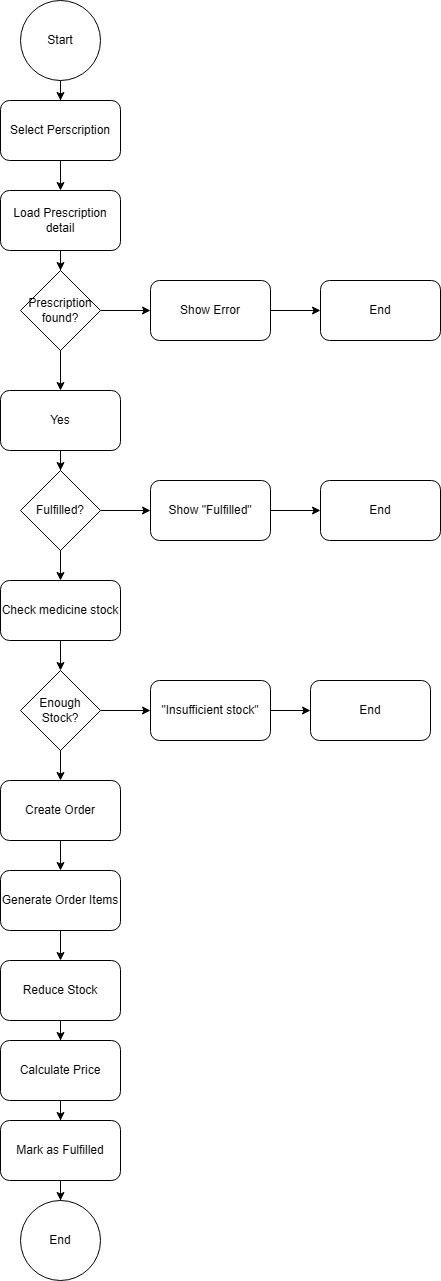 Start
Select Perscription
Load Prescription
detail
Prescription
found?
Show Error
End
Yes
Fulfilled?
Show "Fulfilled"
End
Check medicine stock
Enough
Stock?
"Insufficient stock"
End
Create Order
Generate Order Items
Reduce Stock
Calculate Price
Mark as Fulfilled
End